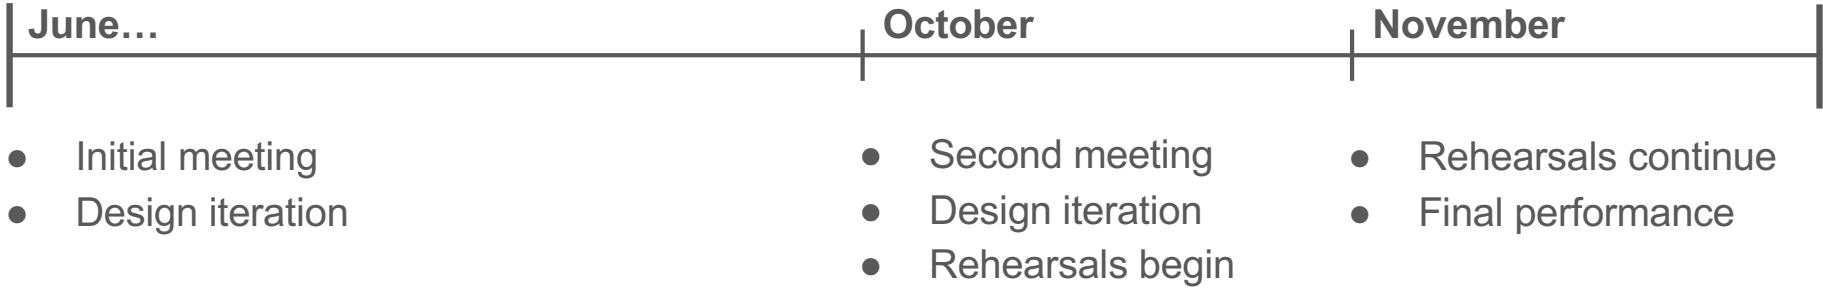 June…
October
November
● Initial meeting
● Design iteration
● Second meeting
● Design iteration
● Rehearsals begin
● Rehearsals continue
● Final performance